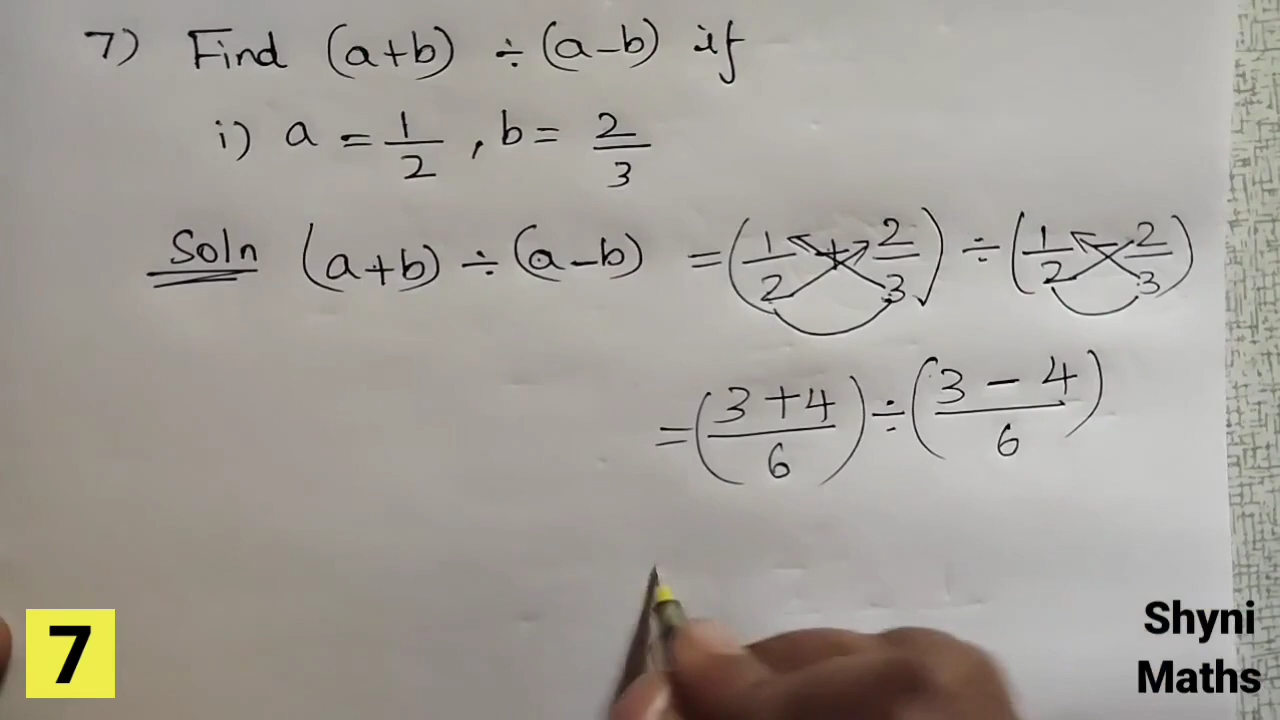 7) Find (a+b) ÷ (a-b) if
i) a = 1/2 , b = 2/3
Soln (a+b) ÷ (a-b) = (1/2 + 2/3) ÷ (1/2 - 2/3)
= (3+4/6) ÷ (3-4/6)
7
Shyni
Maths